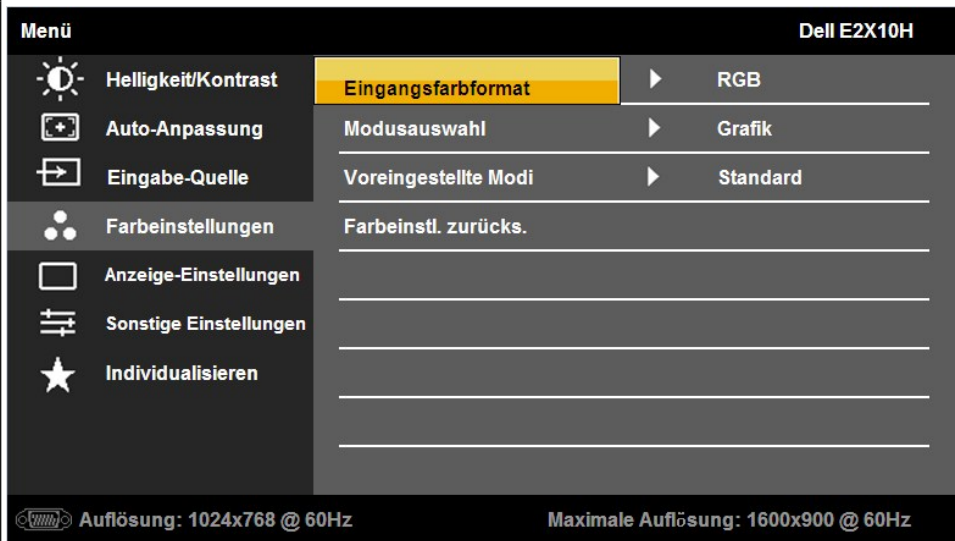 Menü Dell E2X10H
Helligkeit/Kontrast Eingangsfarbformat RGB
Auto-Anpassung Modusauswahl Grafik
Eingabe-Quelle Voreingestellte Modi Standard
Farbeinstellungen Farbeinstl. zurücks.
Anzeige-Einstellungen
Sonstige Einstellungen
Individualisieren
Auflösung: 1024x768 @ 60Hz Maximale Auflösung: 1600x900 @ 60Hz